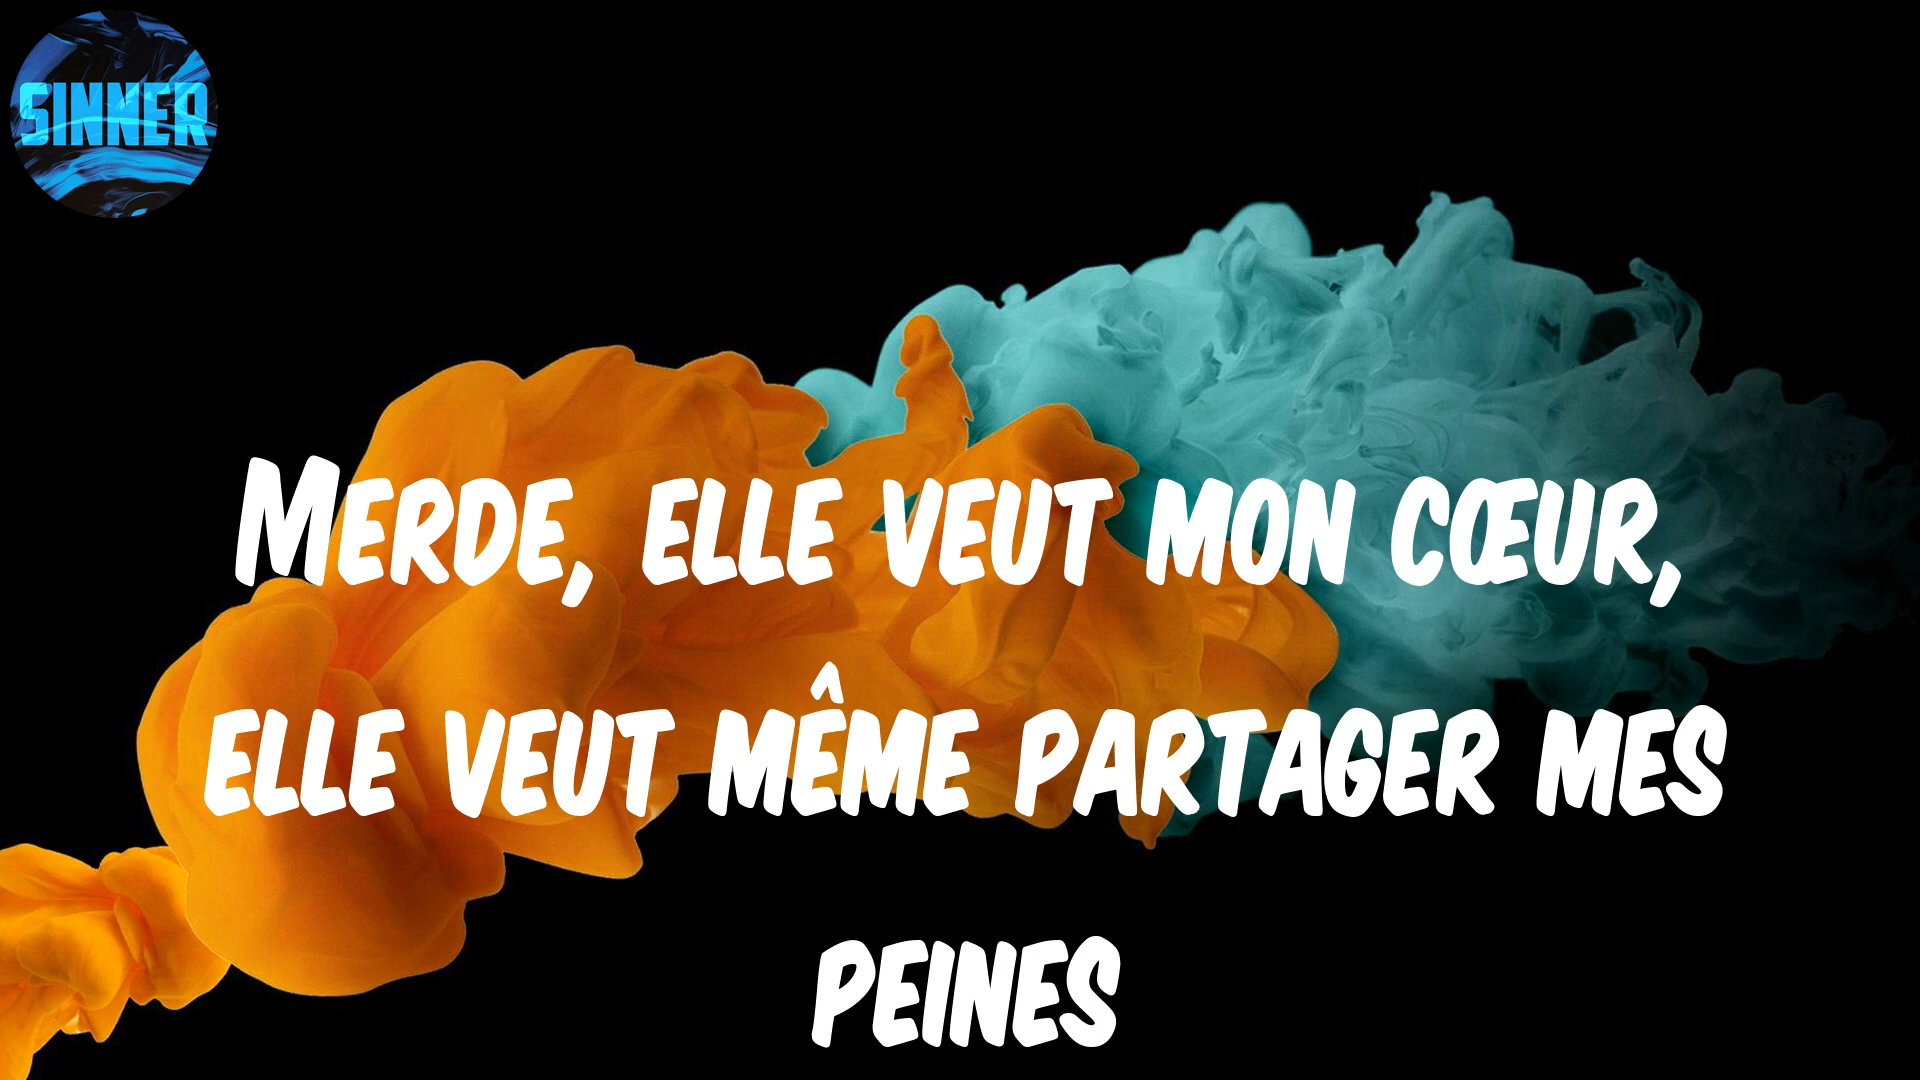 SINNER
Merde, elle veut mon cœur,
elle veut même partager mes
peines